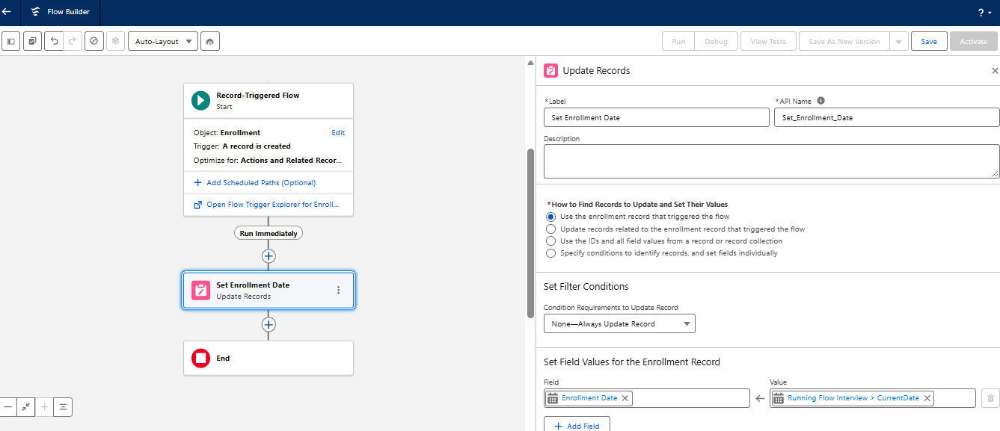 Flow Builder
?
Auto-Layout
Run
Debug
View Tests
Save As New Version
Save
Activate
Record-Triggered Flow
Start
Object: Enrollment
Edit
Trigger: A record is created
Optimize for: Actions and Related Recor...
+ Add Scheduled Paths (Optional)
Open Flow Trigger Explorer for Enroll...
Run Immediately
Set Enrollment Date
Update Records
End
Update Records
*Label
*API Name
Set Enrollment Date
Set_Enrollment_Date
Description
*How to Find Records to Update and Set Their Values
Use the enrollment record that triggered the flow
Update records related to the enrollment record that triggered the flow
Use the IDs and all field values from a record or record collection
Specify conditions to identify records, and set fields individually
Set Filter Conditions
Condition Requirements to Update Record
None—Always Update Record
Set Field Values for the Enrollment Record
Field
Value
Enrollment Date
Running Flow Interview > CurrentDate
+ Add Field